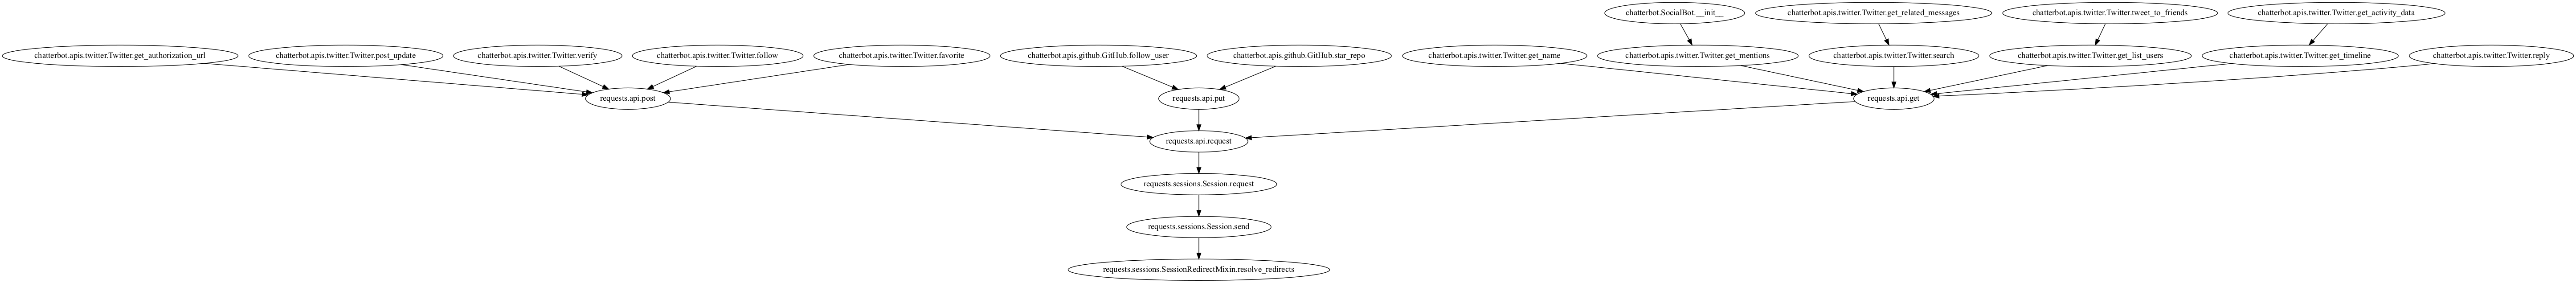 chatterbot.SocialBot.__init__
chatterbot.apis.twitter.Twitter.get_related_messages
chatterbot.apis.twitter.Twitter.tweet_to_friends
chatterbot.apis.twitter.Twitter.get_activity_data
chatterbot.apis.twitter.Twitter.get_authorization_url
chatterbot.apis.twitter.Twitter.post_update
chatterbot.apis.twitter.Twitter.verify
chatterbot.apis.twitter.Twitter.follow
chatterbot.apis.twitter.Twitter.favorite
chatterbot.apis.github.GitHub.follow_user
chatterbot.apis.github.GitHub.star_repo
chatterbot.apis.twitter.Twitter.get_name
chatterbot.apis.twitter.Twitter.get_mentions
chatterbot.apis.twitter.Twitter.search
chatterbot.apis.twitter.Twitter.get_list_users
chatterbot.apis.twitter.Twitter.get_timeline
chatterbot.apis.twitter.Twitter.reply
requests.api.post
requests.api.put
requests.api.get
requests.api.request
requests.sessions.Session.request
requests.sessions.Session.send
requests.sessions.SessionRedirectMixin.resolve_redirects